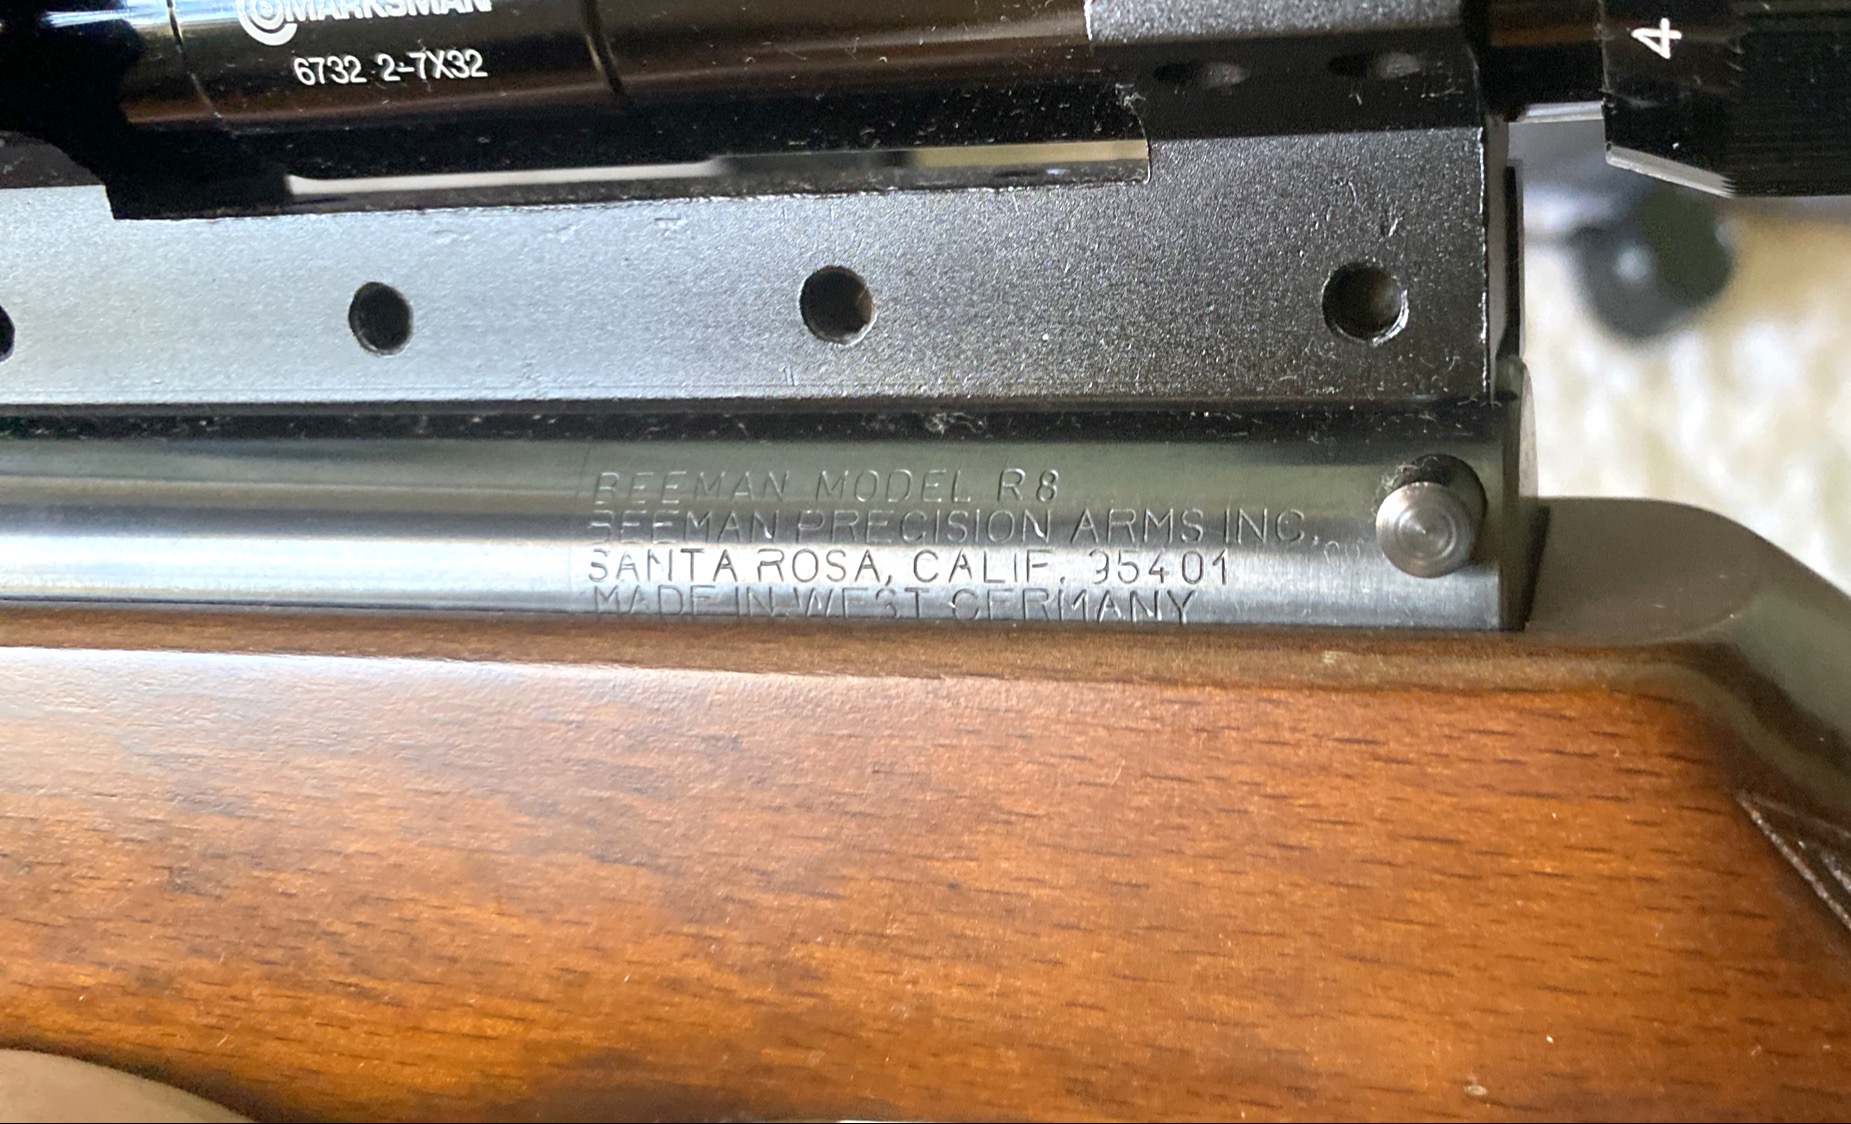 MARKSMAN
6732 2-7X32
4
BEEMAN MODEL R8
BEEMAN PRECISION ARMS INC.
SANTA ROSA, CALIF. 95401
MADE IN WEST GERMANY